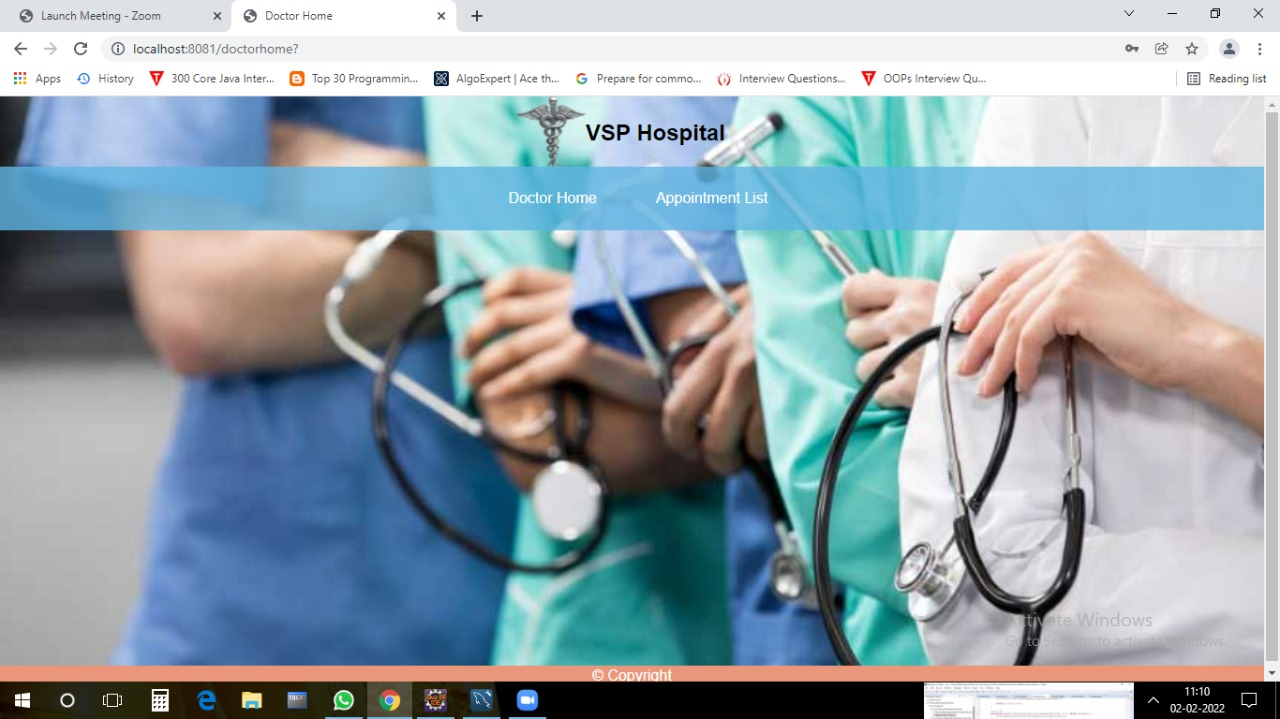 Launch Meeting - Zoom
Doctor Home
localhost:8081/doctorhome?
Apps
History
300 Core Java Inter...
Top 30 Programmin...
AlgoExpert | Ace th...
Prepare for commo...
Interview Questions...
OOPs Interview Qu...
Reading list
VSP Hospital
Doctor Home
Appointment List
Activate Windows
Go to Settings to activate Windows.
© Copyright
11:10
02-02-2022